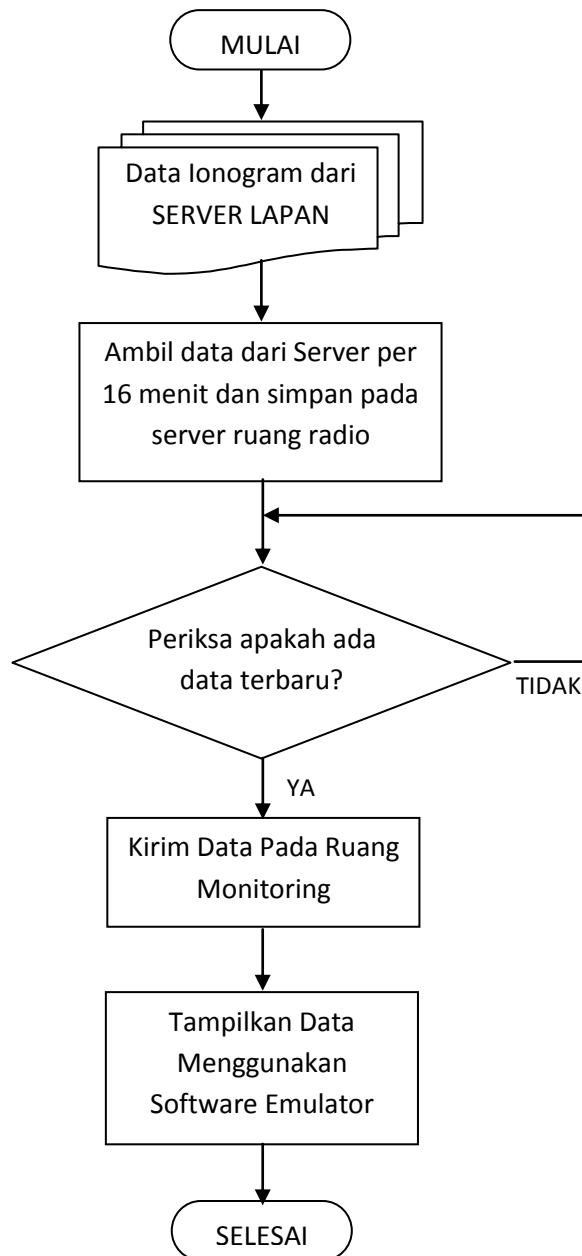 MULAI
Data Ionogram dari
SERVER LAPAN
Ambil data dari Server per
16 menit dan simpan pada
server ruang radio
Periksa apakah ada
data terbaru?
TIDAK
YA
Kirim Data Pada Ruang
Monitoring
Tampilkan Data
Menggunakan
Software Emulator
SELESAI